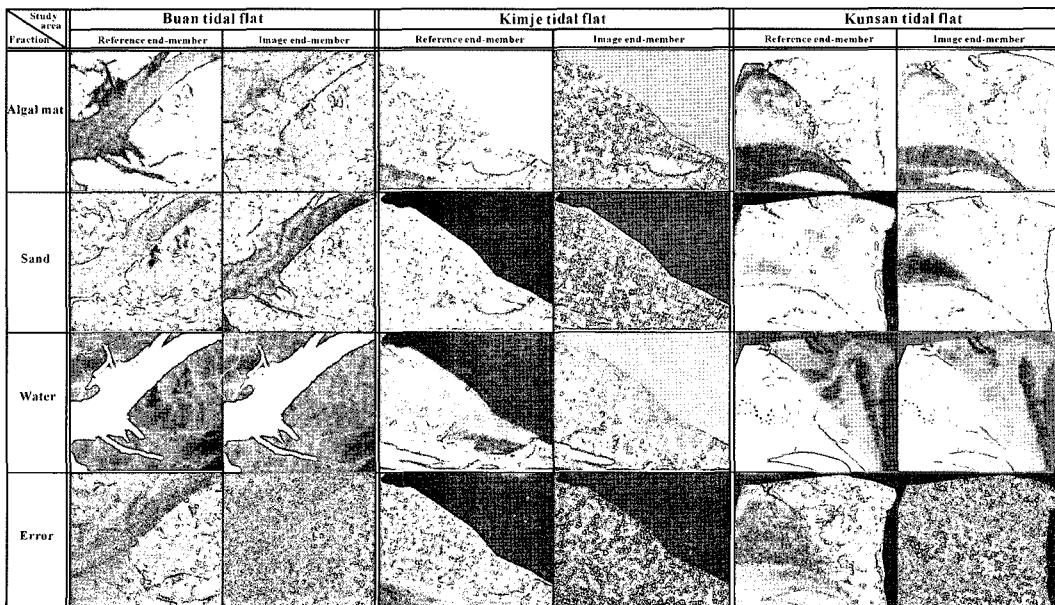 Study area
Fraction
Buan tidal flat
Kimje tidal flat
Kunsan tidal flat
Reference end-member
Image end-member
Reference end-member
Image end-member
Reference end-member
Image end-member
Algal mat
Sand
Water
Error